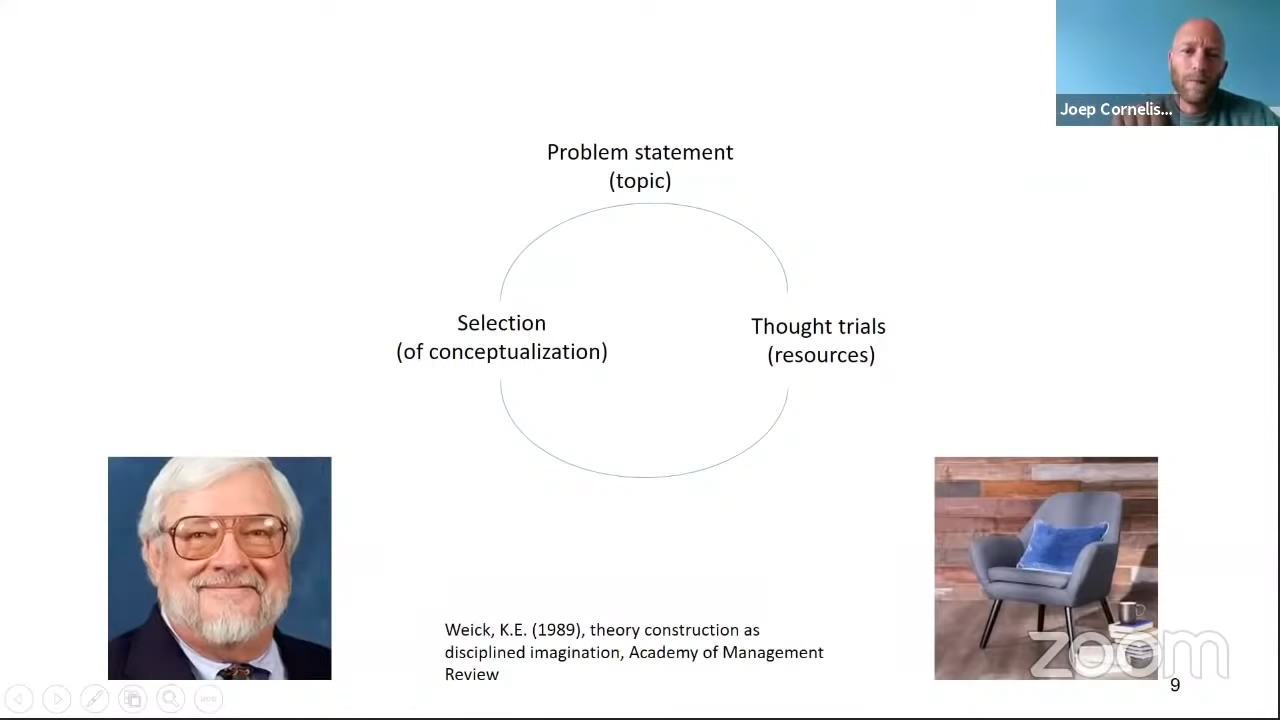 Joep Cornelis...
Problem statement
(topic)
Selection
(of conceptualization)
Thought trials
(resources)
Weick, K.E. (1989), theory construction as
disciplined imagination, Academy of Management
Review
zoom
9